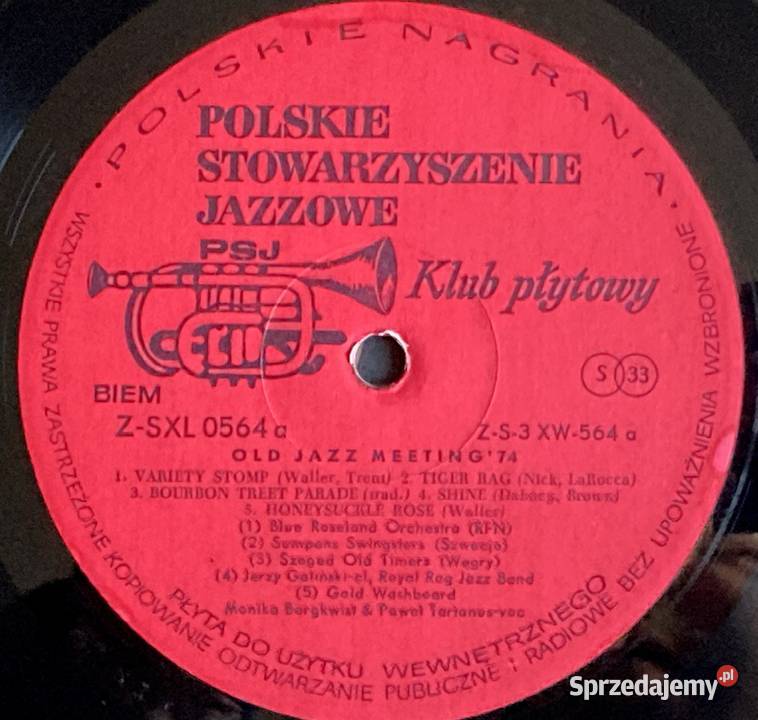 · POLSKIE NAGRANIA ·
POLSKIE
STOWARZYSZENIE
JAZZOWE
PSJ
Klub płytowy
BIEM
S 33
Z-SXL 0564 a
Z-S-3 XW-564 a
OLD JAZZ MEETING'74
1. VARIETY STOMP (Waller, Trent) 2. TIGER RAG (Nick, LaRocca)
3. BOURBON TREET PARADE (trad.) 4. SHINE (Brown)
5. HONEYSUCKLE ROSE (Waller)
(1) Blue Roseland Orchestra (RFN)
(2) Sumpens Swingsters (Szwecja)
(3) Szeged Old Timers (Węgry)
(4) Jerzy Galiński-cl, Royal Rag Jazz Band
(5) Gold Washboard
Monika Borgkwist & Paweł Tartanus-voc
PŁYTA DO UŻYTKU WEWNĘTRZNEGO
WSZYSTKIE PRAWA ZASTRZEŻONE KOPIOWANIE ODTWARZANIE PUBLICZNE i RADIOWE BEZ UPOWAŻNIENIA WZBRONIONE
Sprzedajemy.pl